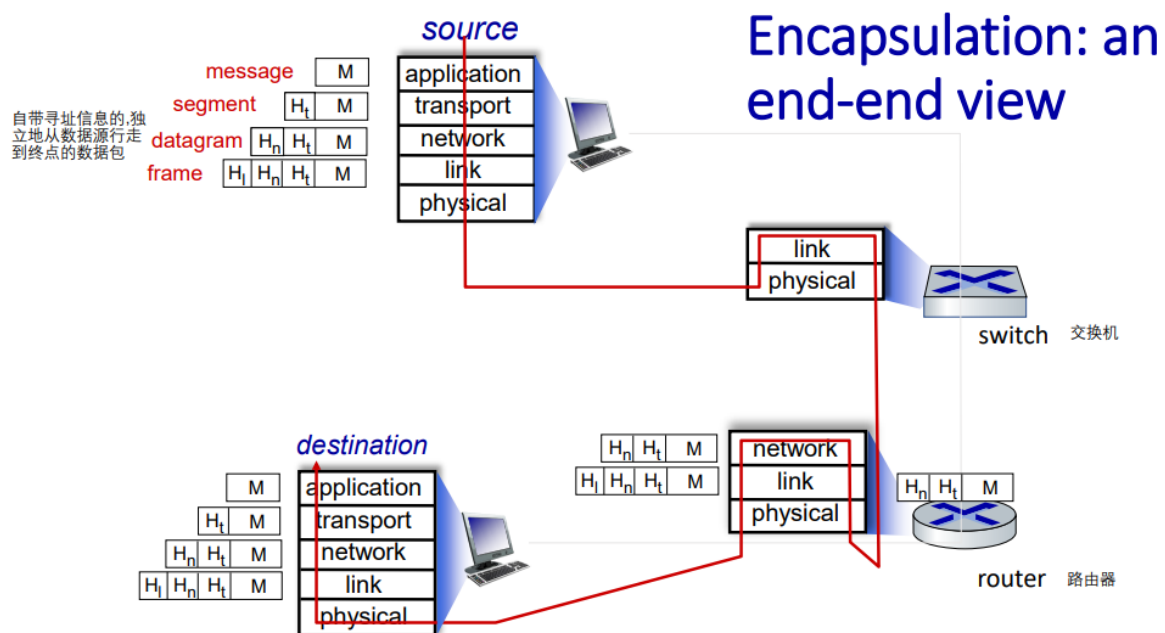 Encapsulation: an
end-end view
source
message M
segment Ht M
datagram Hn Ht M
frame Hl Hn Ht M
自带寻址信息的,独
立地从数据源行走
到终点的数据包
application
transport
network
link
physical
link
physical
switch 交换机
destination
M
Ht M
Hn Ht M
Hl Hn Ht M
application
transport
network
link
physical
Hn Ht M
Hl Hn Ht M
network
link
physical
Hn Ht M
router 路由器